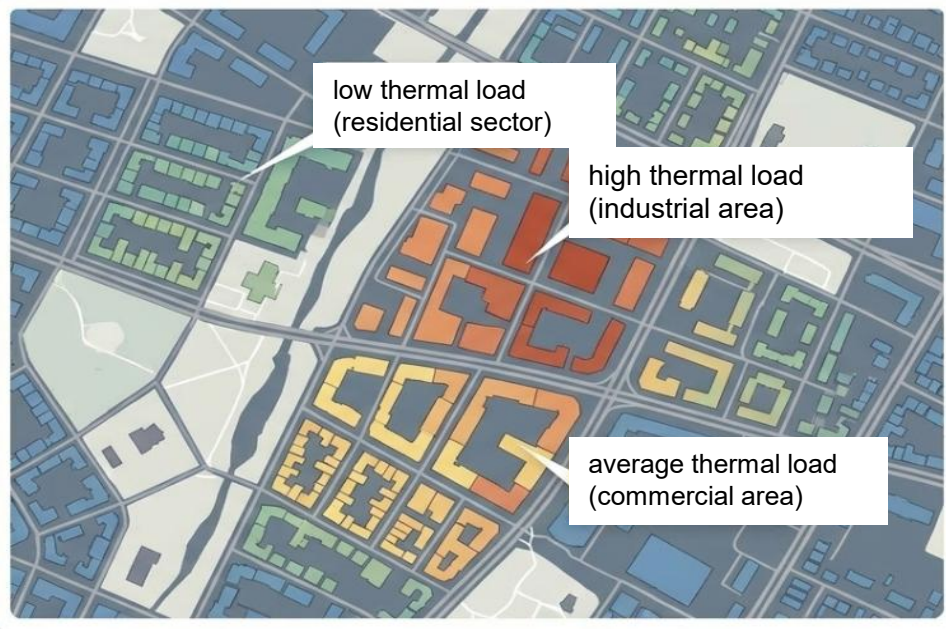 low thermal load
(residential sector)
high thermal load
(industrial area)
average thermal load
(commercial area)